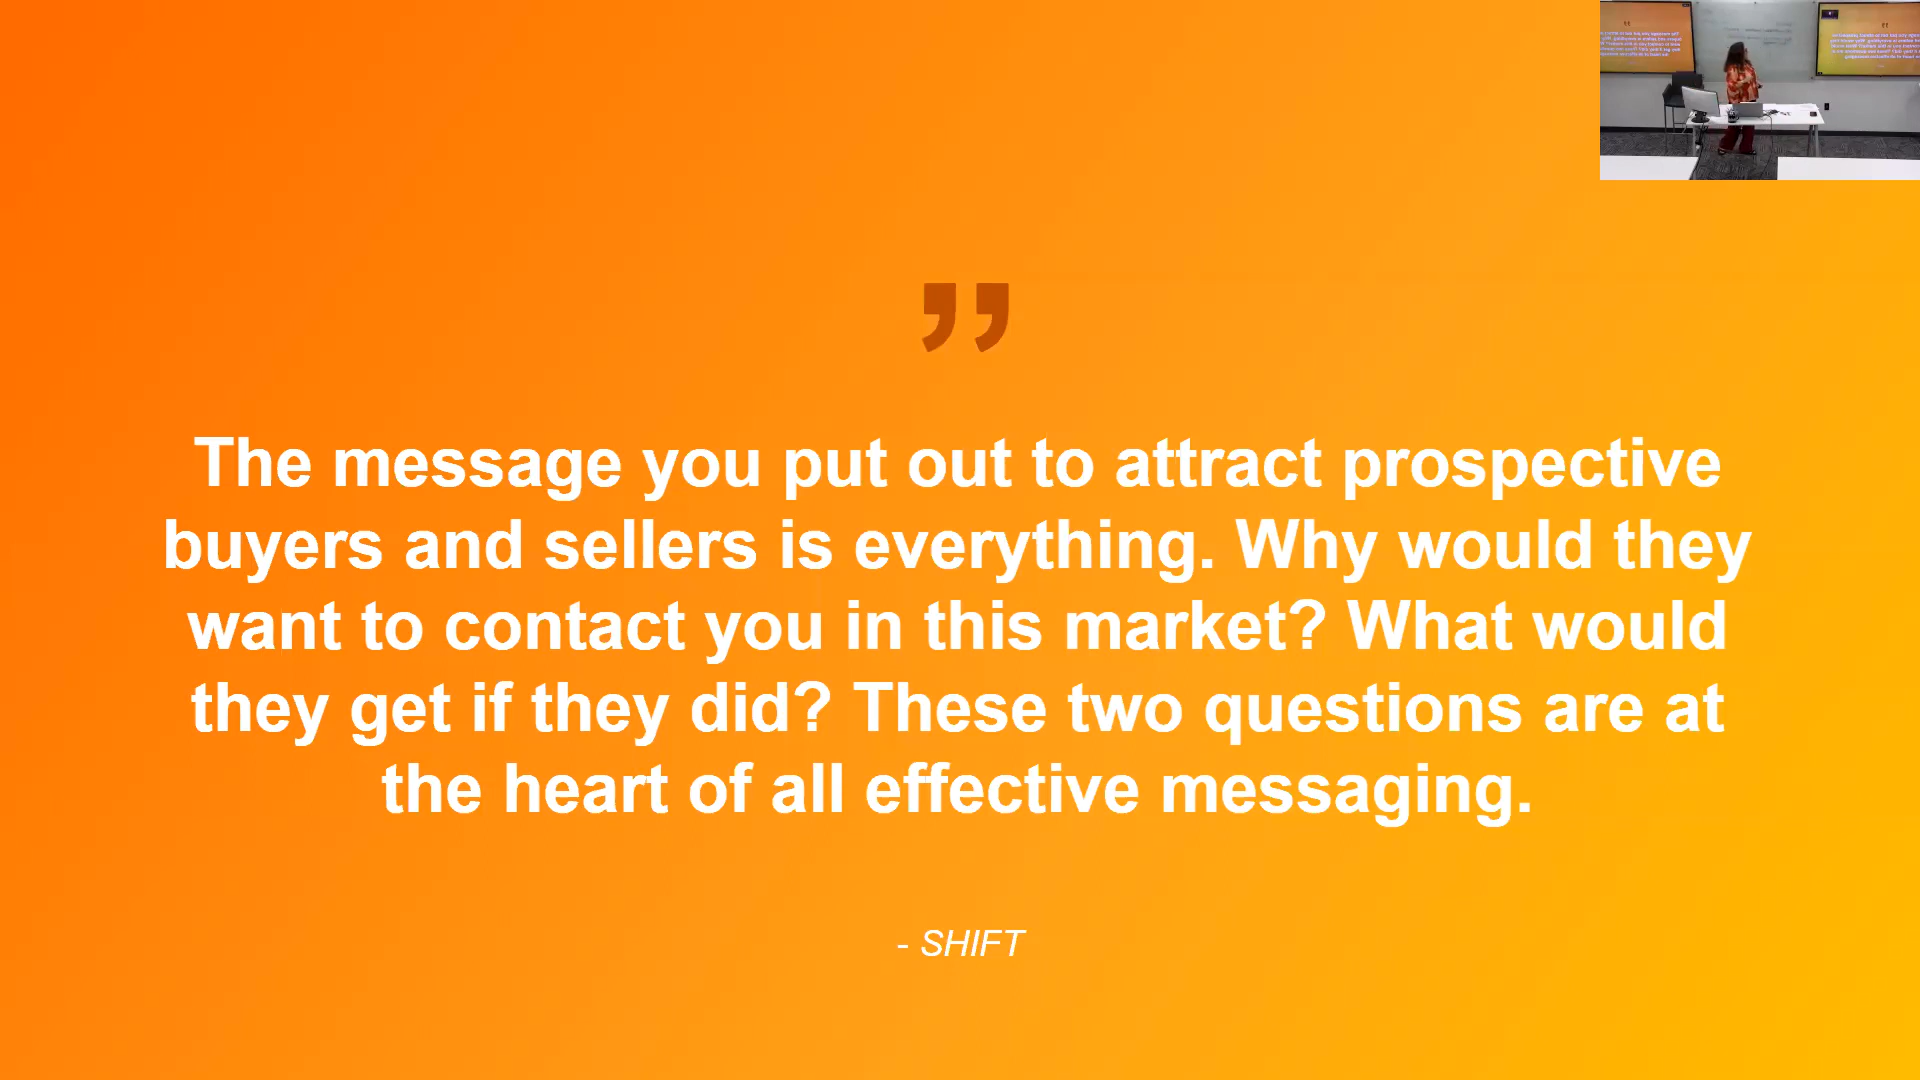 ”
The message you put out to attract prospective
buyers and sellers is everything. Why would they
want to contact you in this market? What would
they get if they did? These two questions are at
the heart of all effective messaging.
- SHIFT